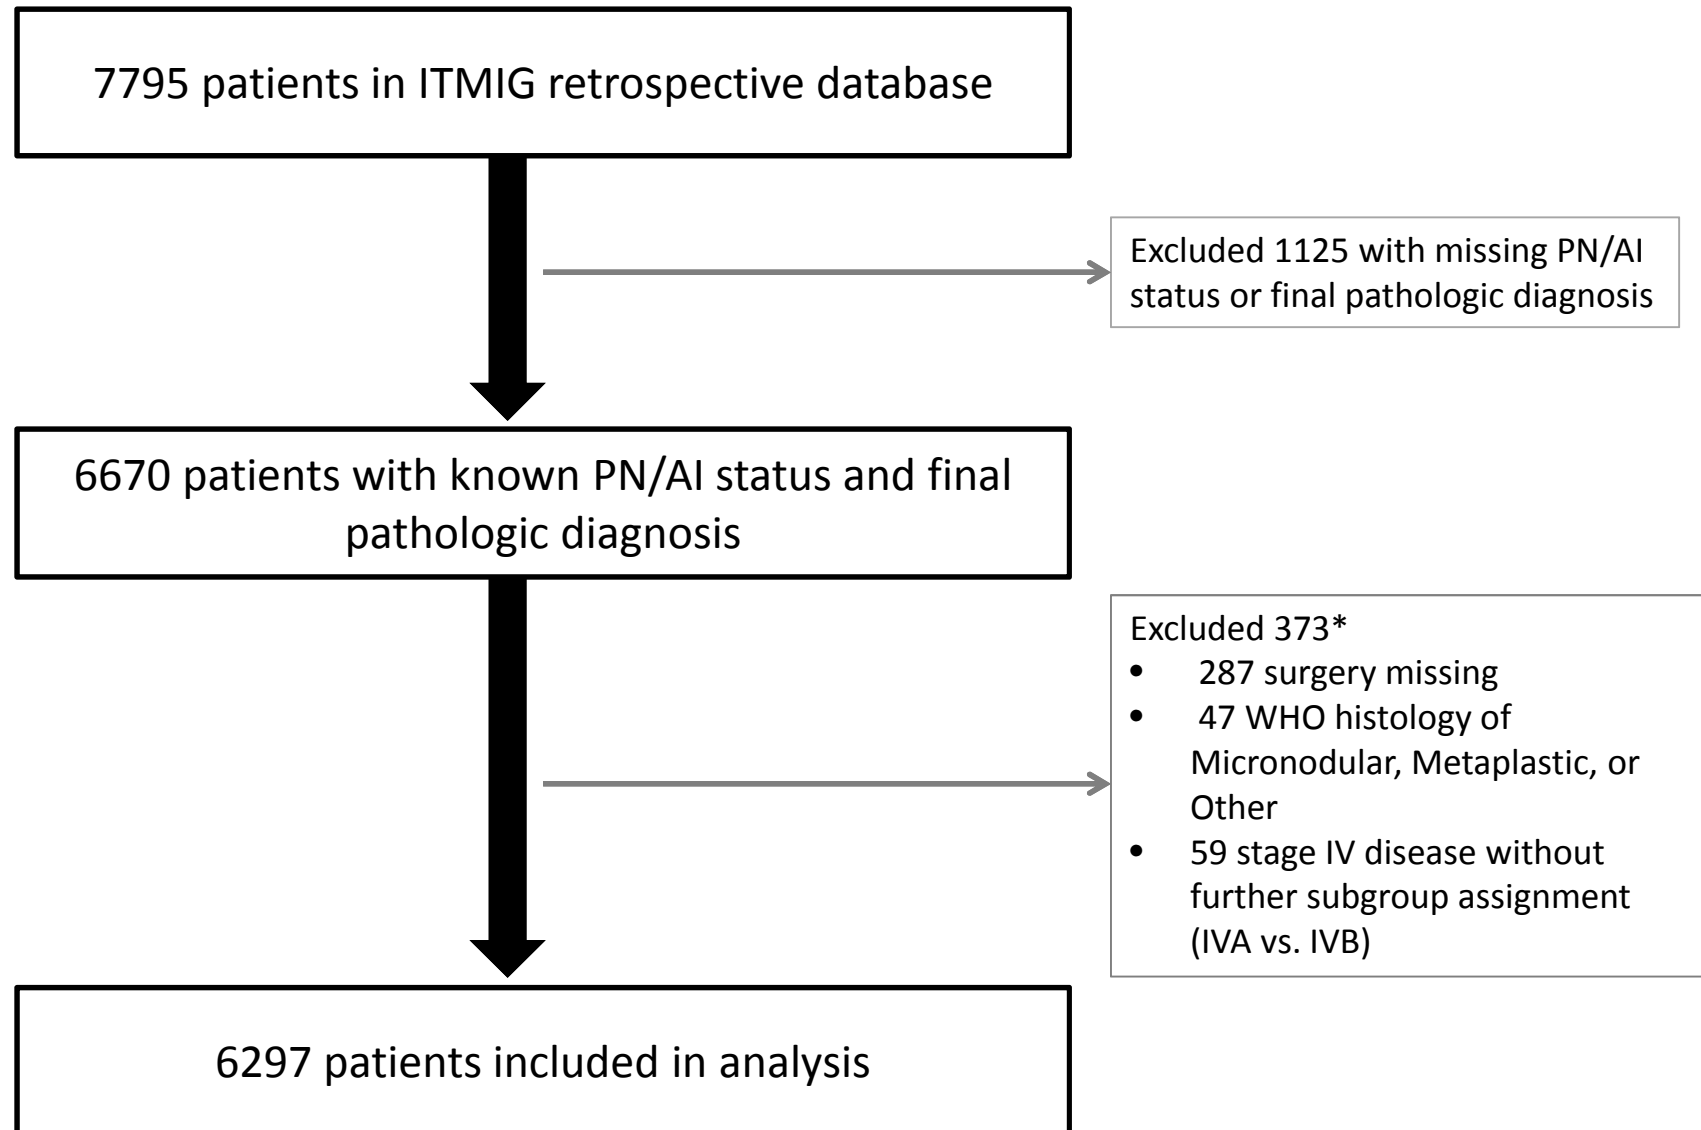 7795 patients in ITMIG retrospective database
Excluded 1125 with missing PN/AI
status or final pathologic diagnosis
6670 patients with known PN/AI status and final
pathologic diagnosis
Excluded 373*
• 287 surgery missing
• 47 WHO histology of
Micronodular, Metaplastic, or
Other
• 59 stage IV disease without
further subgroup assignment
(IVA vs. IVB)
6297 patients included in analysis